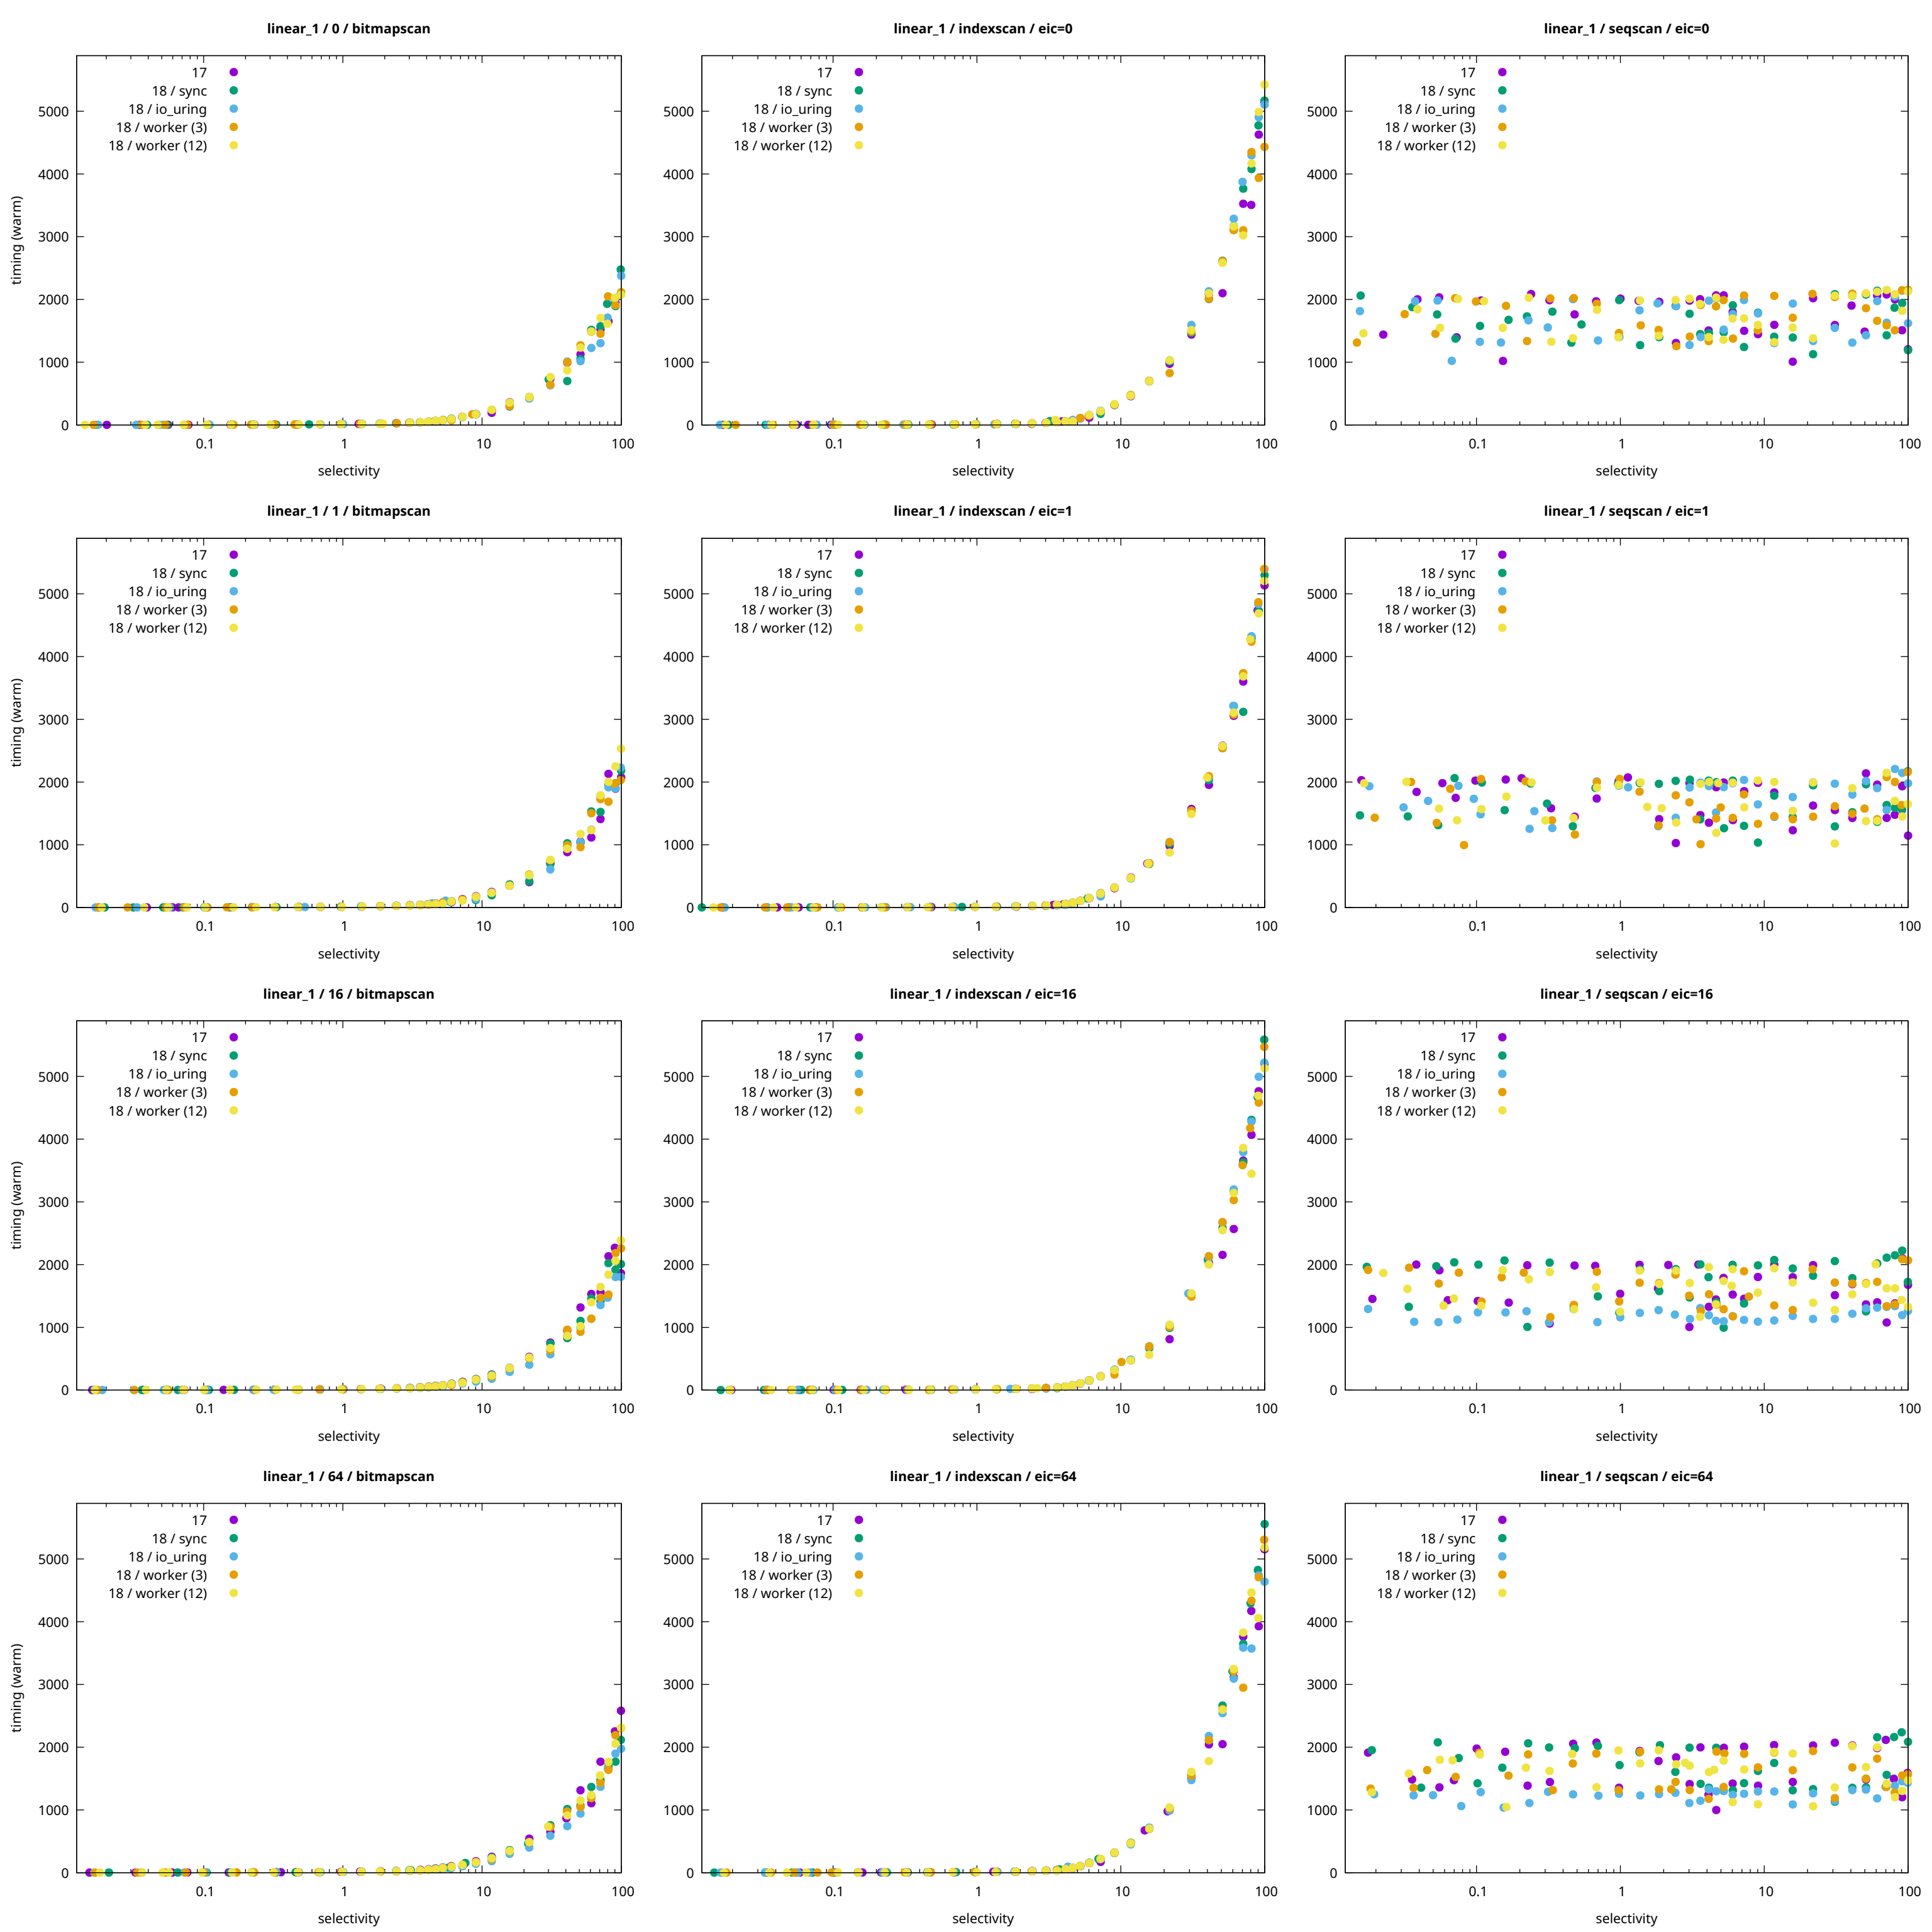 linear_1 / 0 / bitmapscan
17
18 / sync
18 / io_uring
18 / worker (3)
18 / worker (12)
5000
4000
3000
2000
1000
0
timing (warm)
0.1 1 10 100
selectivity
linear_1 / indexscan / eic=0
17
18 / sync
18 / io_uring
18 / worker (3)
18 / worker (12)
5000
4000
3000
2000
1000
0
0.1 1 10 100
selectivity
linear_1 / seqscan / eic=0
17
18 / sync
18 / io_uring
18 / worker (3)
18 / worker (12)
5000
4000
3000
2000
1000
0
0.1 1 10 100
selectivity
linear_1 / 1 / bitmapscan
17
18 / sync
18 / io_uring
18 / worker (3)
18 / worker (12)
5000
4000
3000
2000
1000
0
timing (warm)
0.1 1 10 100
selectivity
linear_1 / indexscan / eic=1
17
18 / sync
18 / io_uring
18 / worker (3)
18 / worker (12)
5000
4000
3000
2000
1000
0
0.1 1 10 100
selectivity
linear_1 / seqscan / eic=1
17
18 / sync
18 / io_uring
18 / worker (3)
18 / worker (12)
5000
4000
3000
2000
1000
0
0.1 1 10 100
selectivity
linear_1 / 16 / bitmapscan
17
18 / sync
18 / io_uring
18 / worker (3)
18 / worker (12)
5000
4000
3000
2000
1000
0
timing (warm)
0.1 1 10 100
selectivity
linear_1 / indexscan / eic=16
17
18 / sync
18 / io_uring
18 / worker (3)
18 / worker (12)
5000
4000
3000
2000
1000
0
0.1 1 10 100
selectivity
linear_1 / seqscan / eic=16
17
18 / sync
18 / io_uring
18 / worker (3)
18 / worker (12)
5000
4000
3000
2000
1000
0
0.1 1 10 100
selectivity
linear_1 / 64 / bitmapscan
17
18 / sync
18 / io_uring
18 / worker (3)
18 / worker (12)
5000
4000
3000
2000
1000
0
timing (warm)
0.1 1 10 100
selectivity
linear_1 / indexscan / eic=64
17
18 / sync
18 / io_uring
18 / worker (3)
18 / worker (12)
5000
4000
3000
2000
1000
0
0.1 1 10 100
selectivity
linear_1 / seqscan / eic=64
17
18 / sync
18 / io_uring
18 / worker (3)
18 / worker (12)
5000
4000
3000
2000
1000
0
0.1 1 10 100
selectivity